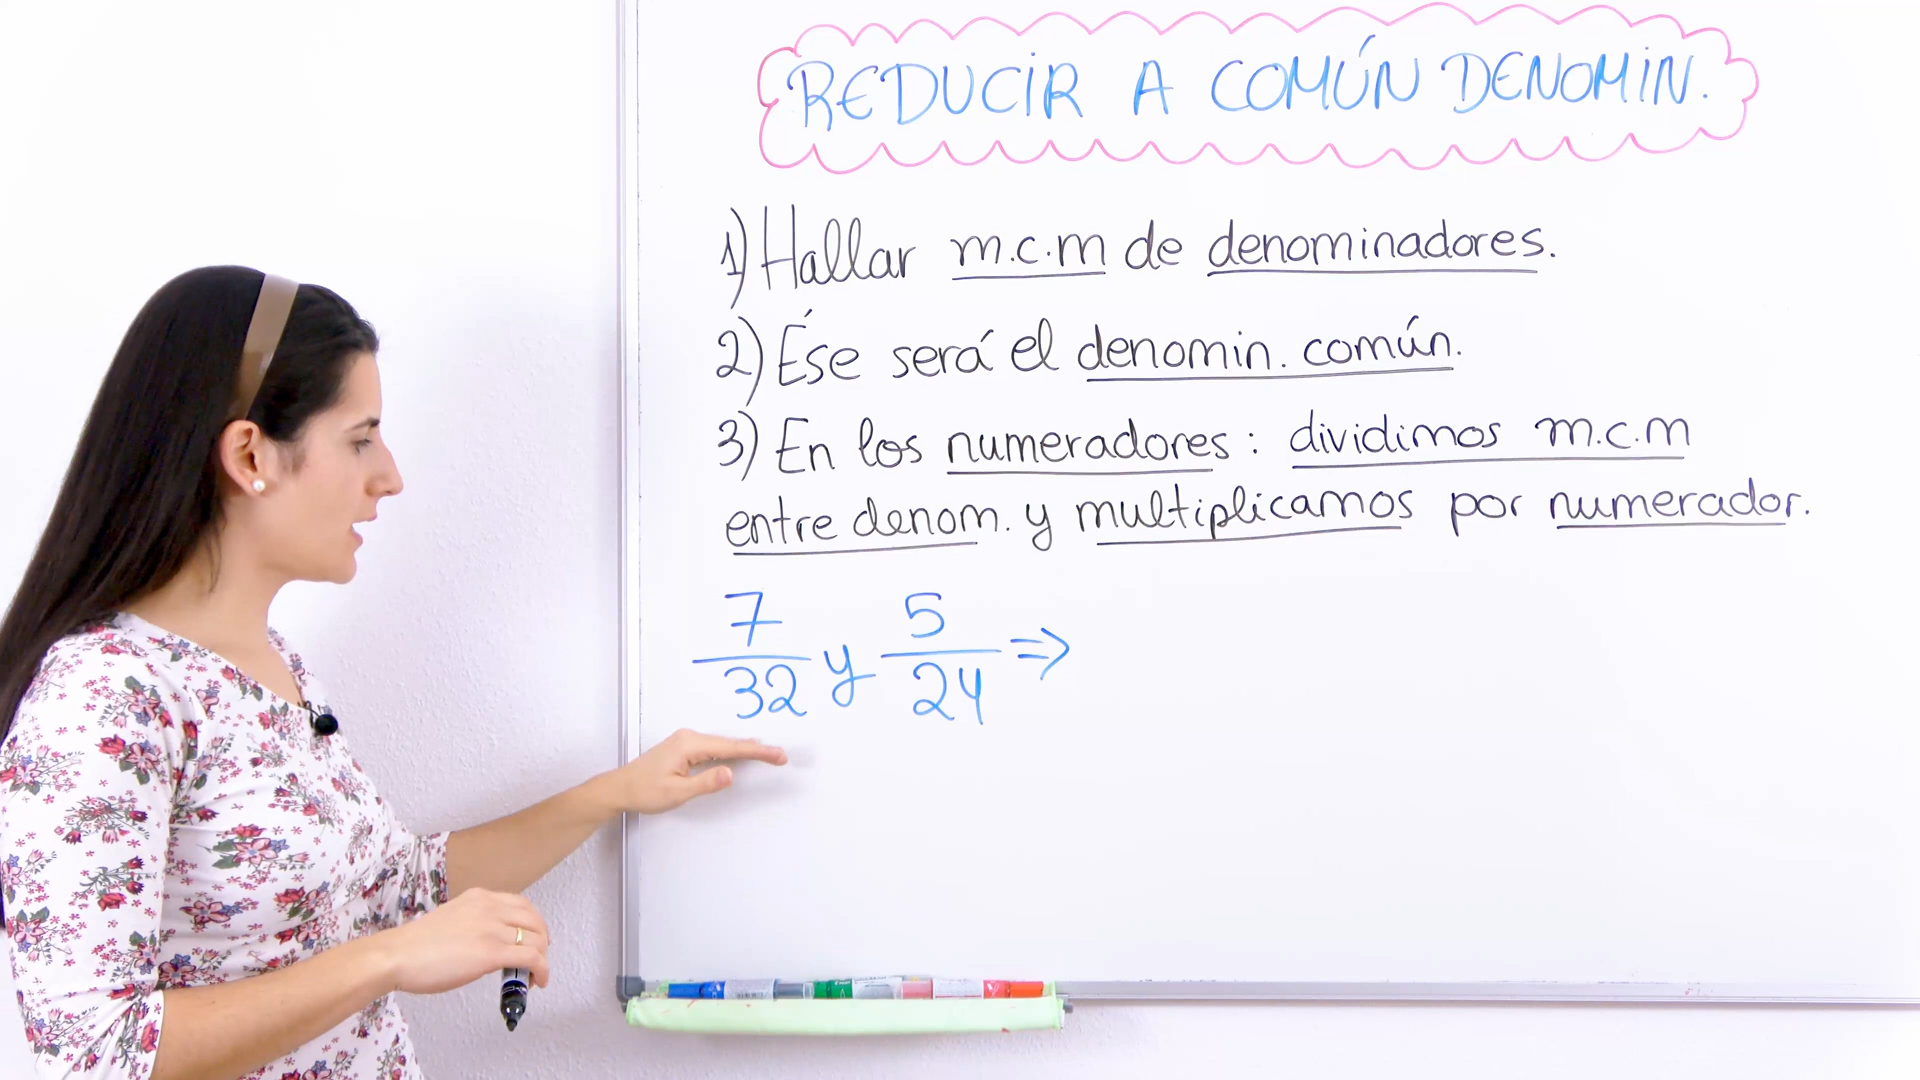 REDUCIR A COMÚN DENOMIN.
1) Hallar m.c.m de denominadores.
2) Ése será el denomin. común.
3) En los numeradores: dividimos m.c.m
entre denom. y multiplicamos por numerador.
7/32 y 5/24 ⇒